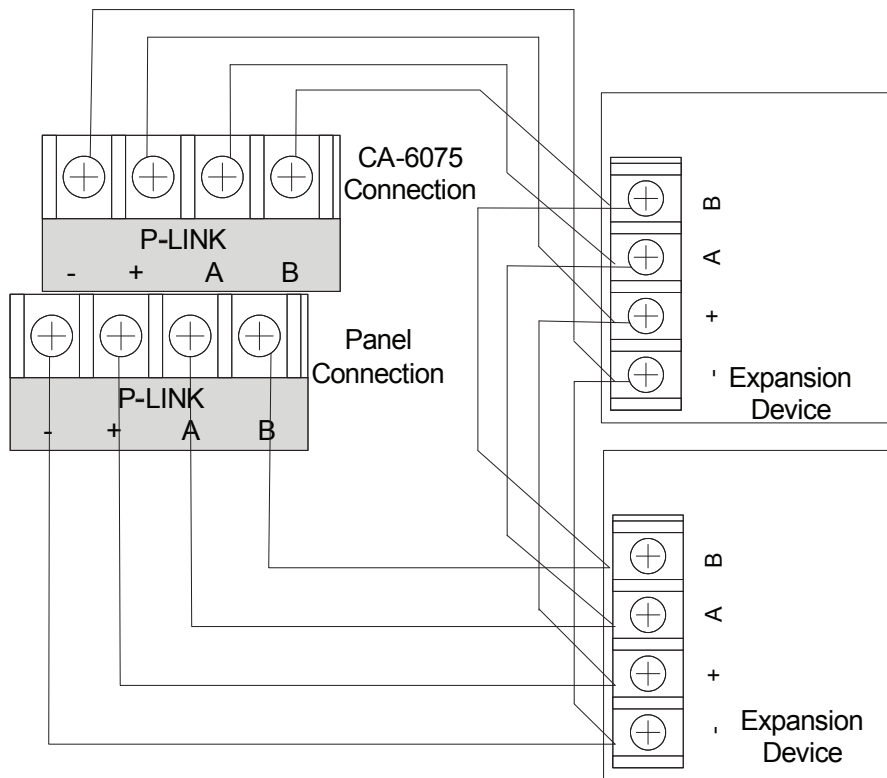 CA-6075
Connection
P-LINK
- + A B
Panel
Connection
P-LINK
- + A B
B
A
+
-
Expansion
Device
B
A
+
-
Expansion
Device